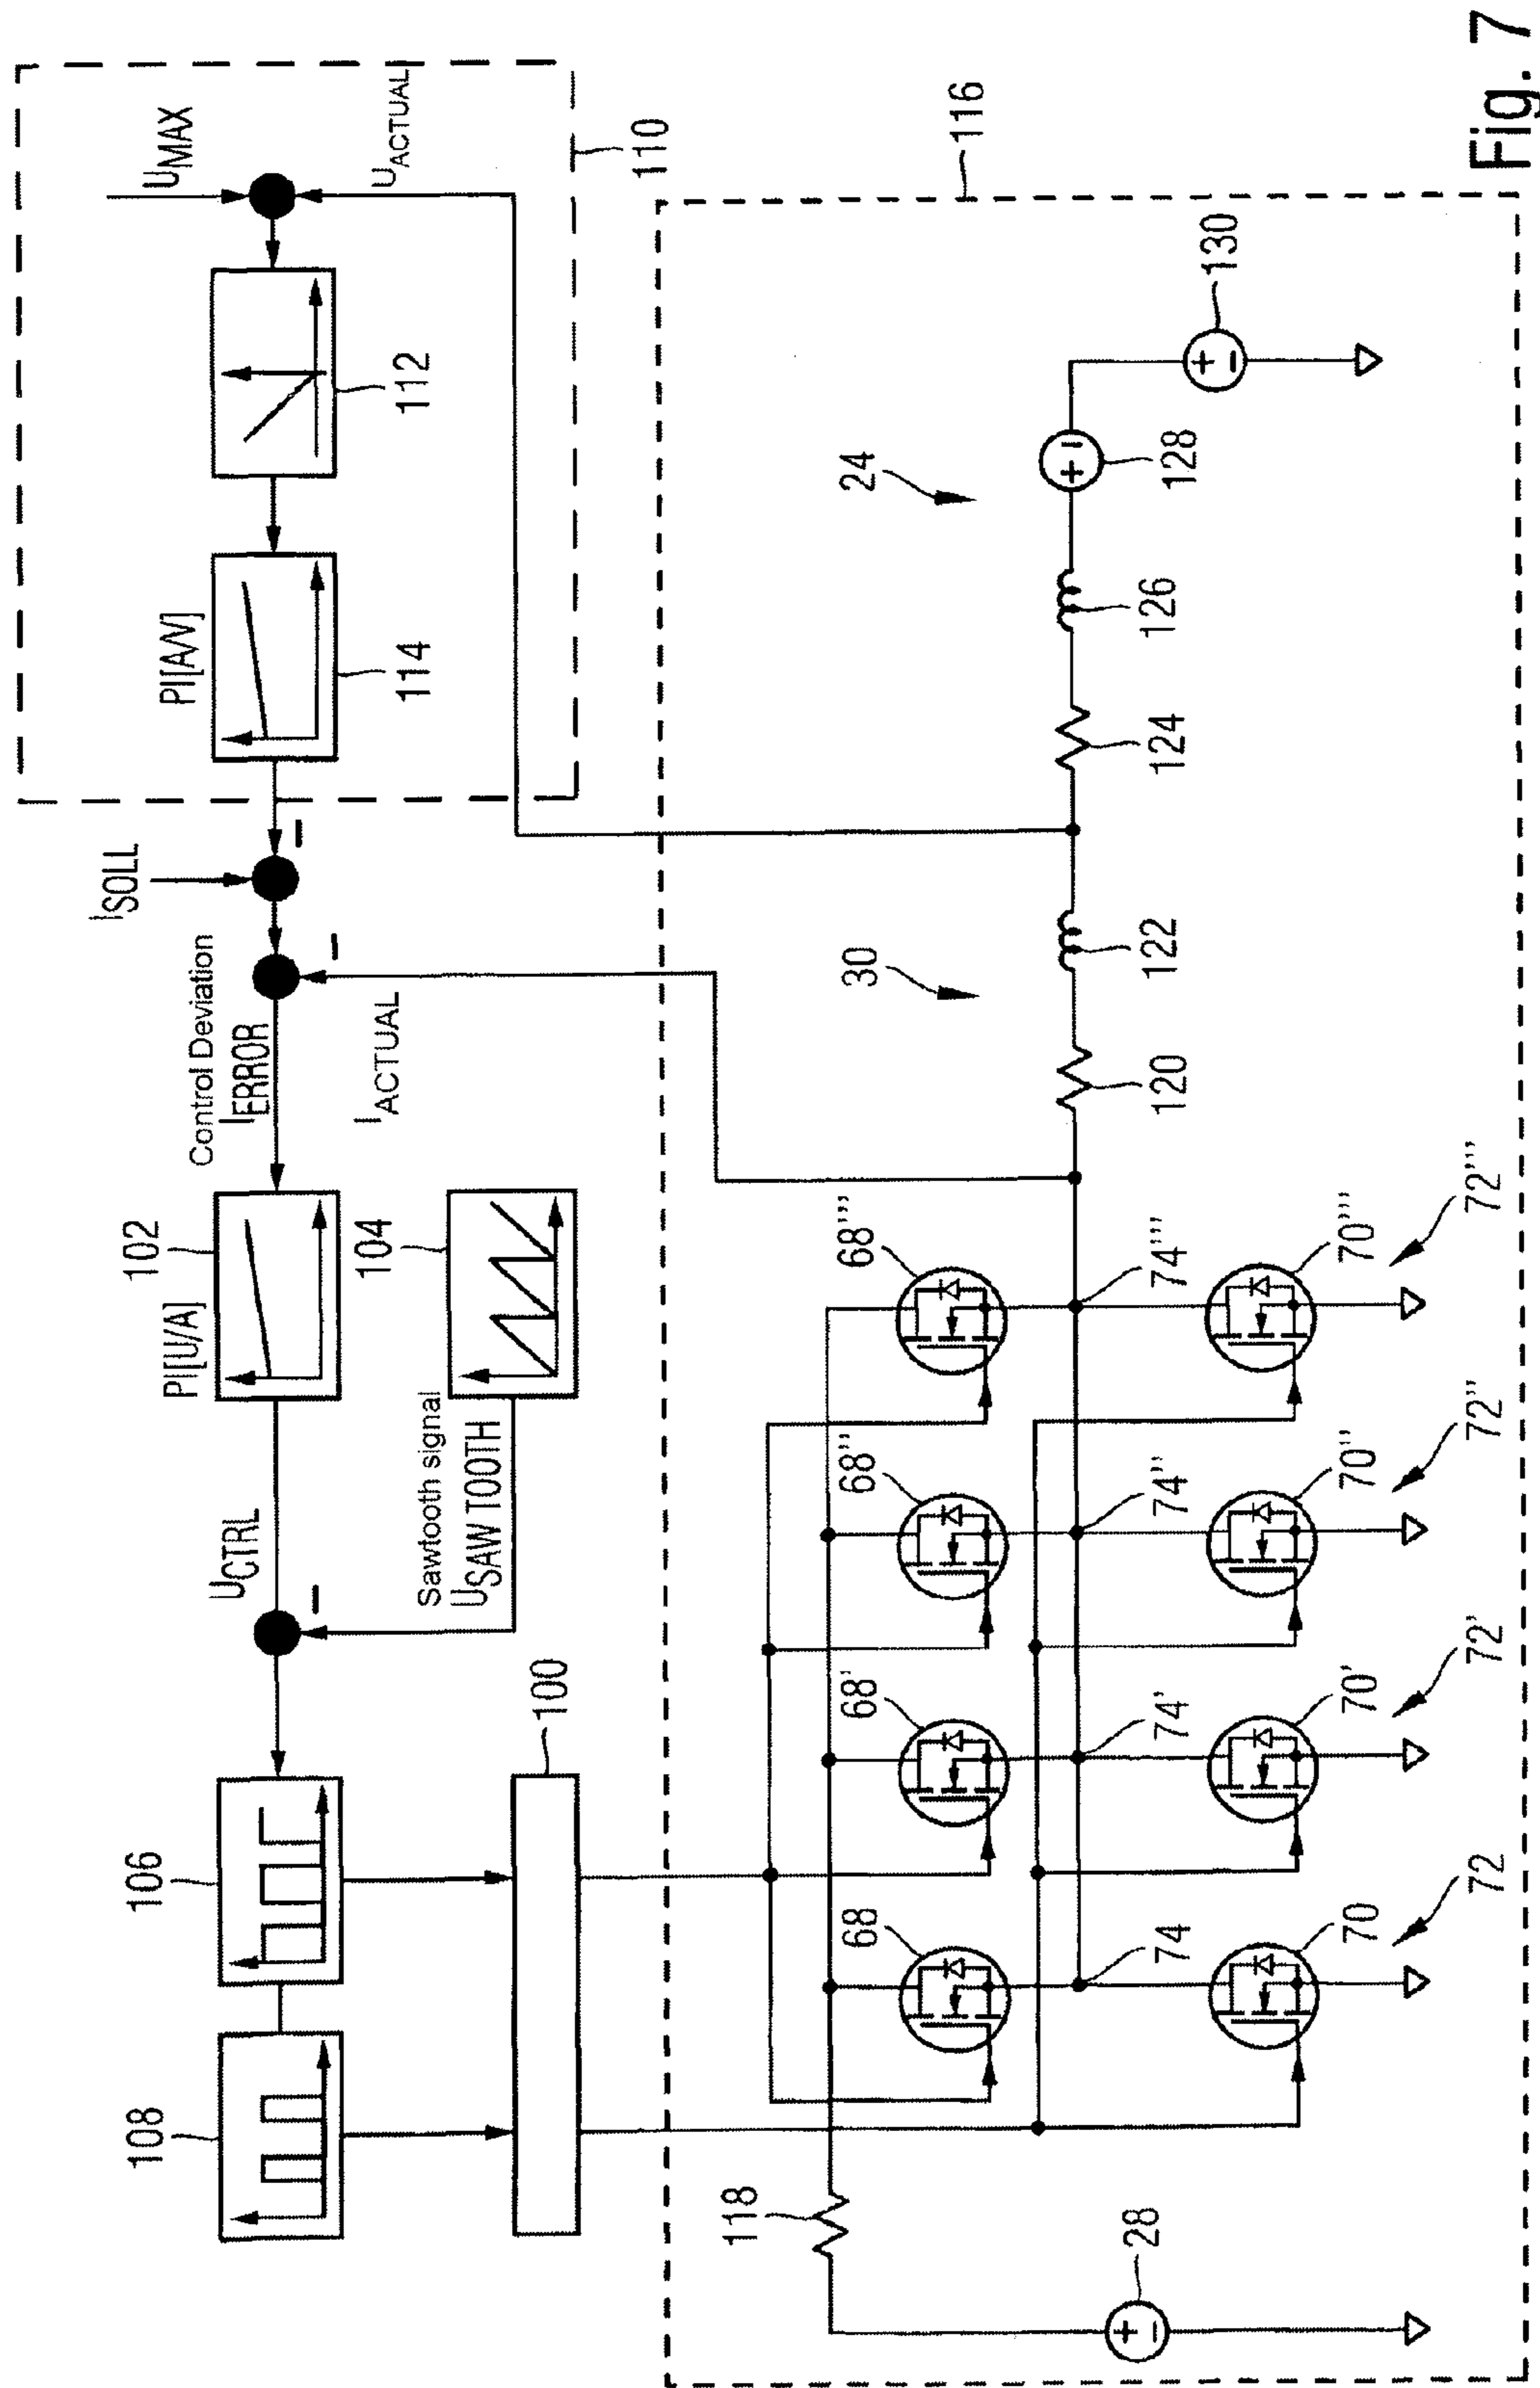 108
106
U_CTRL
PI[U/A]
102
Control Deviation
I_ERROR
I_SOLL
PI[A/V]
U_MAX
U_ACTUAL
114
112
110
I_ACTUAL
104
Sawtooth signal
U_SAW TOOTH
100
118
28
68
68'
68''
68'''
74
74'
74''
74'''
70
70'
70''
70'''
72
72'
72''
72'''
30
120
122
24
124
126
128
130
116
Fig. 7